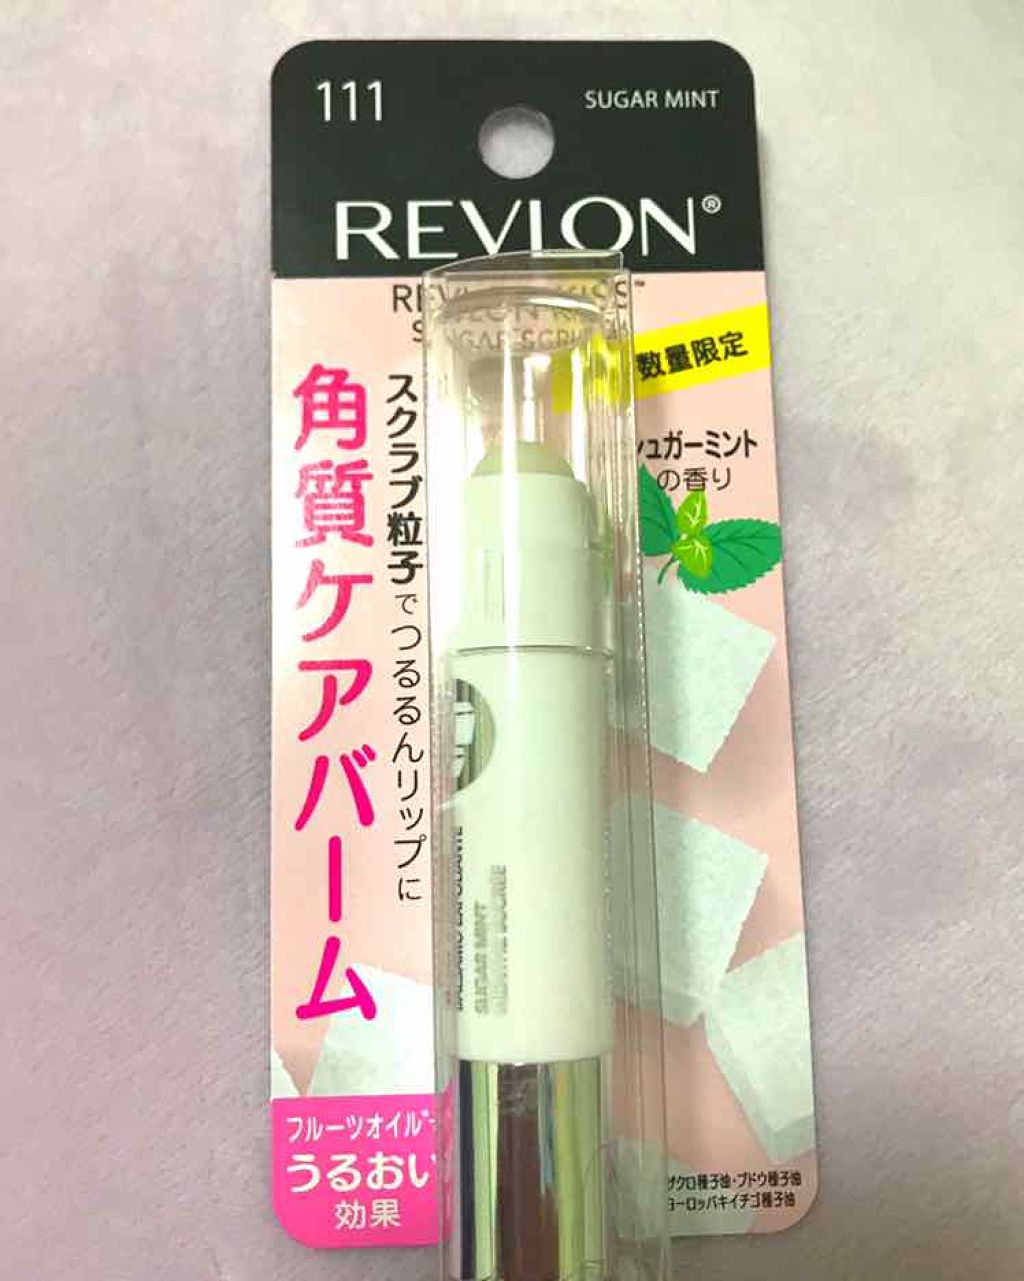 111
SUGAR MINT
REVLON®
REVLON KISS™
SUGAR SCRUB
数量限定
シュガーミント
の香り
角質ケアバーム
スクラブ粒子でつるるんリップに
SUGAR MINT
フルーツオイル*
うるおい
効果
ザクロ種子油・ブドウ種子油
ヨーロッパキイチゴ種子油